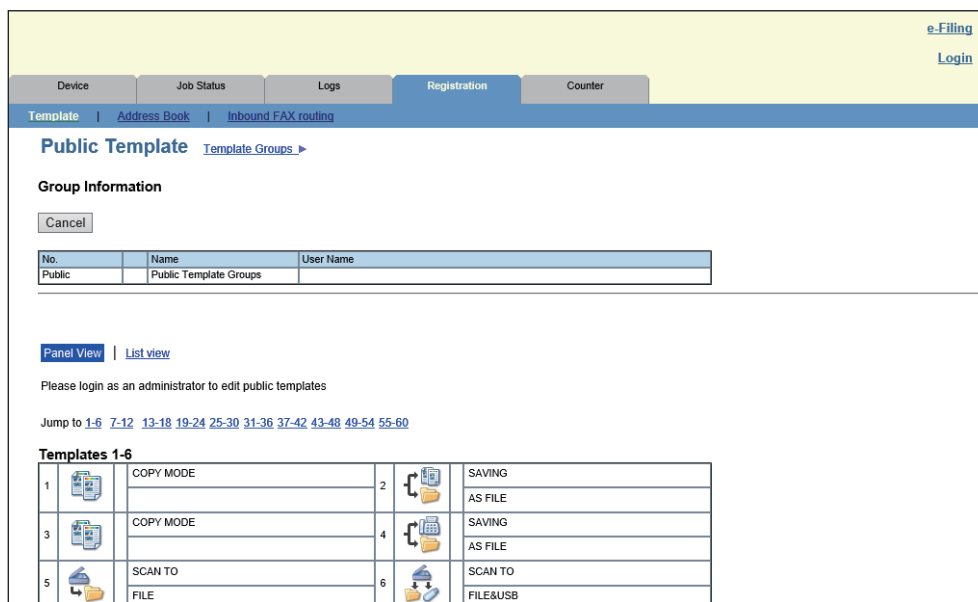 e-Filing
Login
Device Job Status Logs Registration Counter
Template | Address Book | Inbound FAX routing
Public Template Template Groups
Group Information
Cancel
No. Name User Name
Public Public Template Groups
Panel View | List view
Please login as an administrator to edit public templates
Jump to 1-6 7-12 13-18 19-24 25-30 31-36 37-42 43-48 49-54 55-60
Templates 1-6
1 COPY MODE 2 SAVING
AS FILE
3 COPY MODE 4 SAVING
AS FILE
5 SCAN TO 6 SCAN TO
FILE FILE&USB